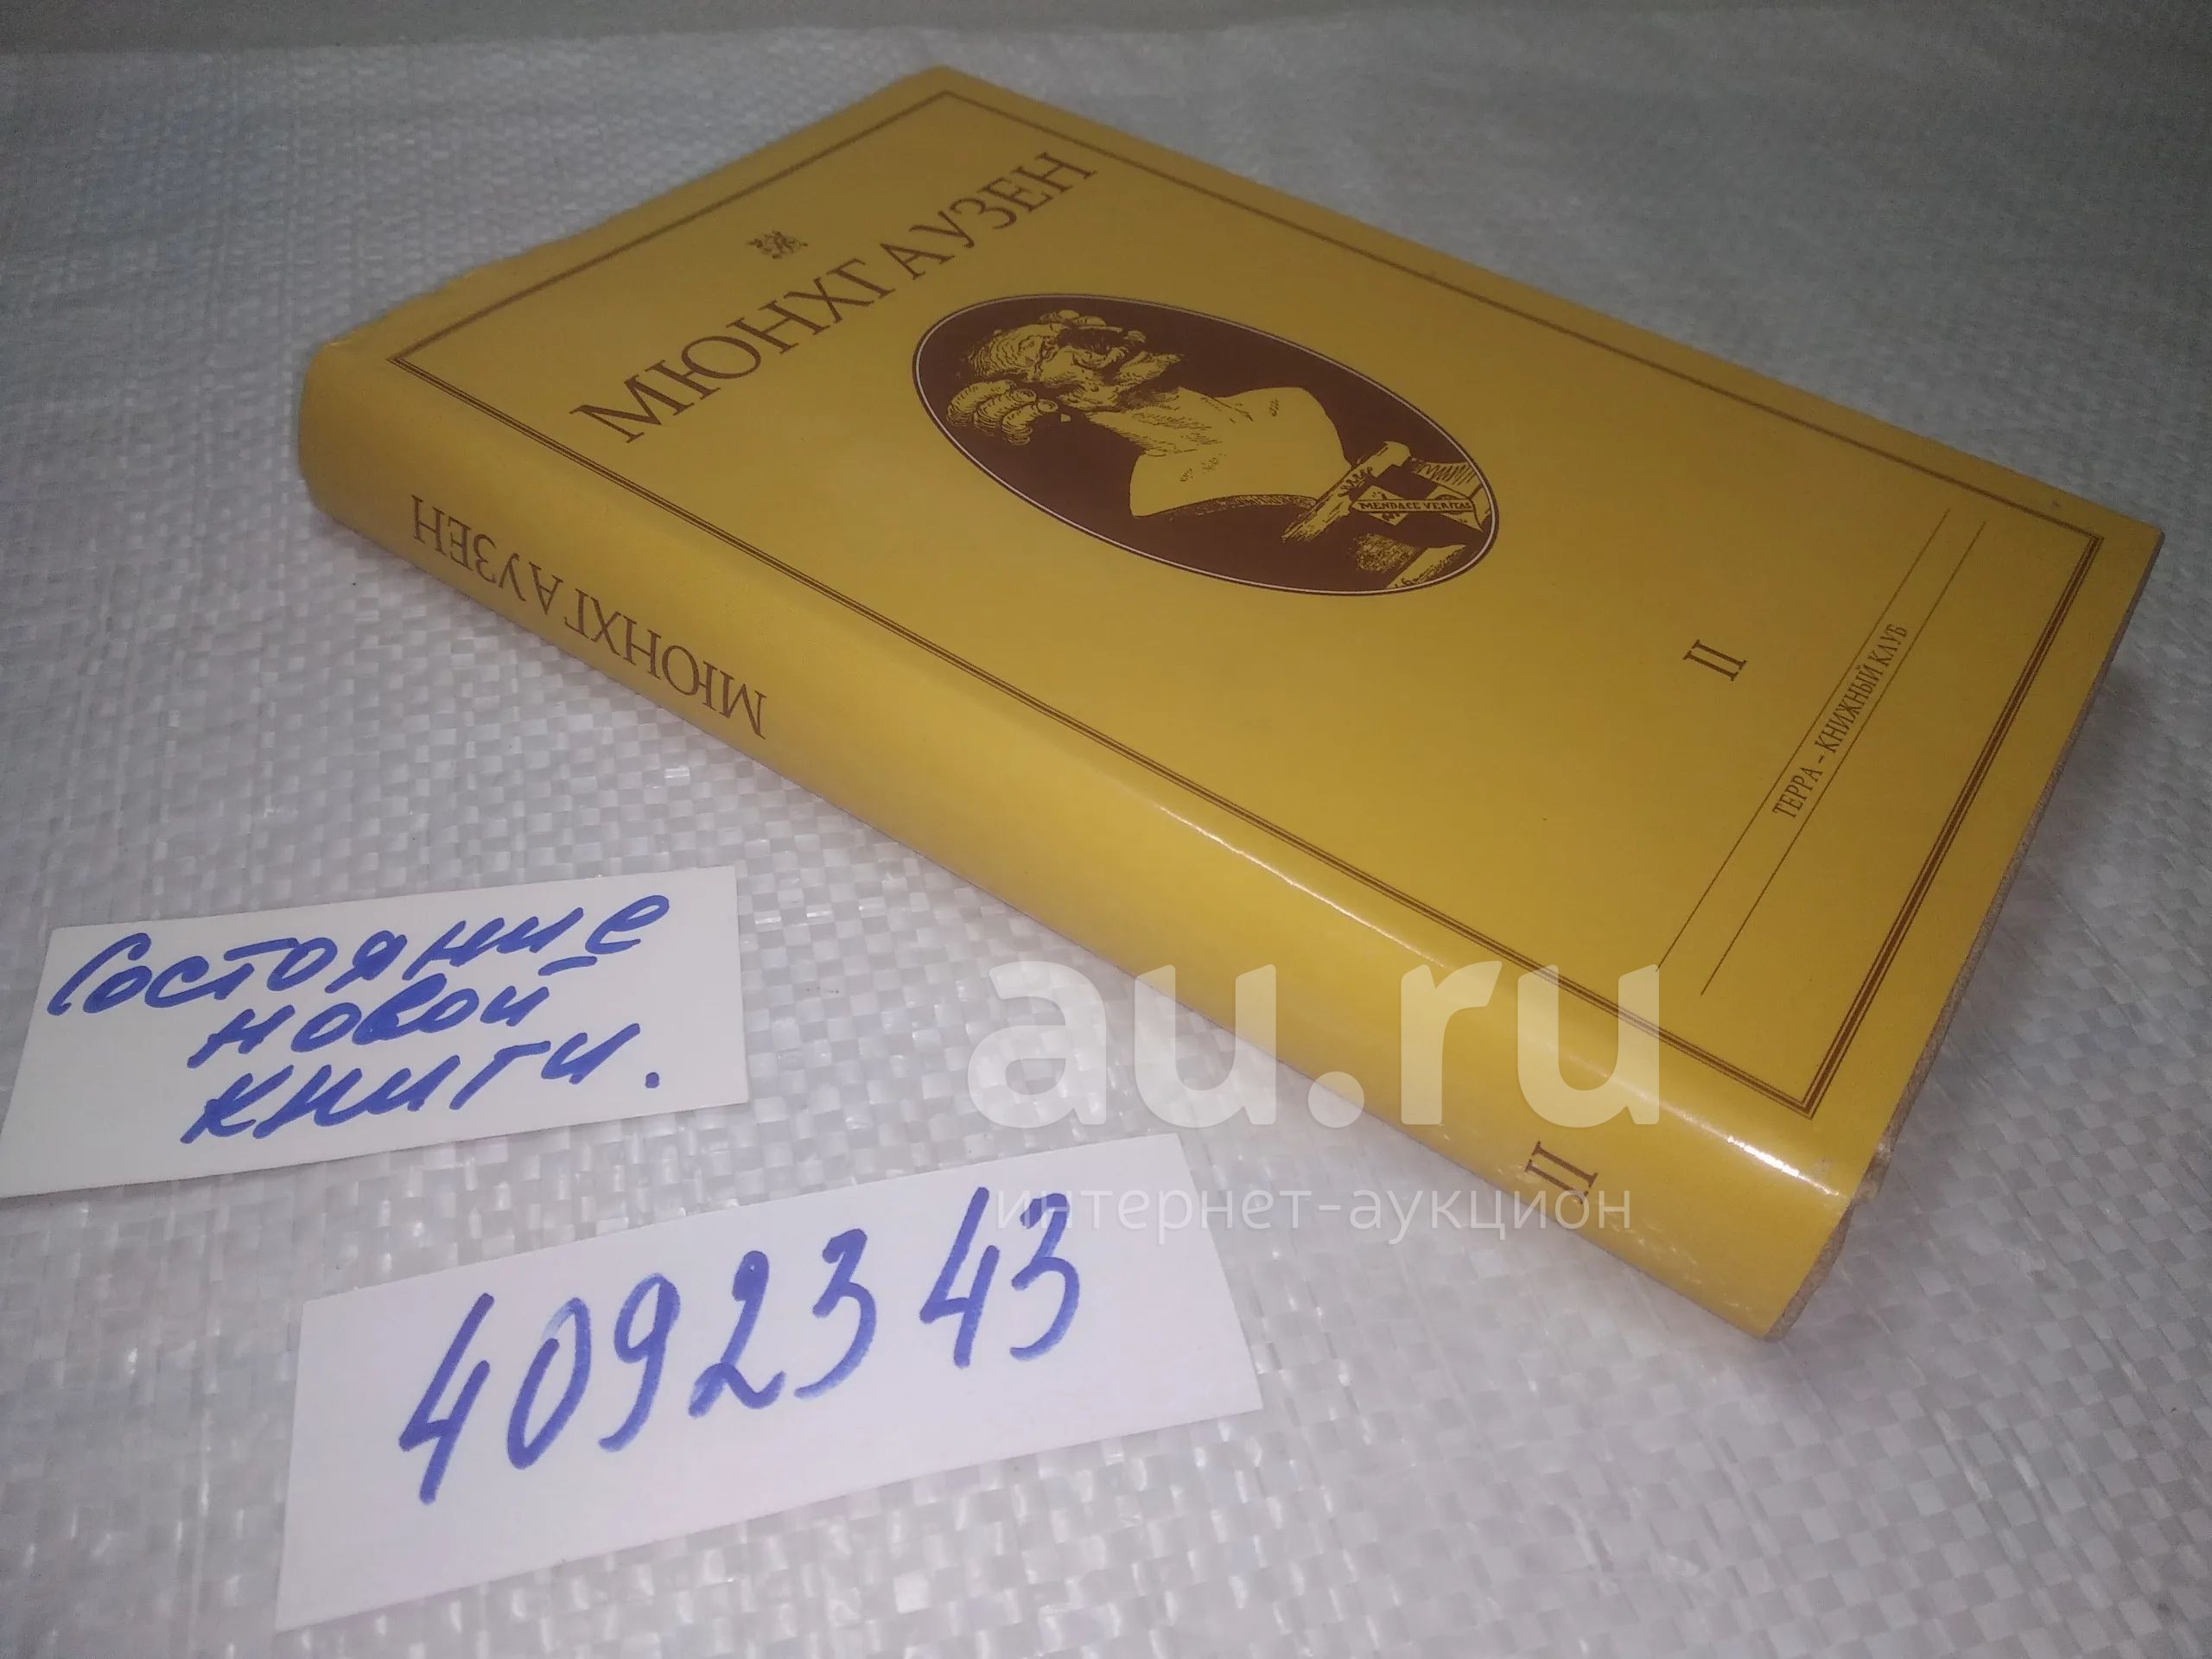 МЮНХГАУЗЕН
MENDACE VERITAS
II
ТЕРРА – КНИЖНЫЙ КЛУБ
МЮНХГАУЗЕН
II
au.ru
интернет-аукцион
Состояние
новой
книги.
4092343